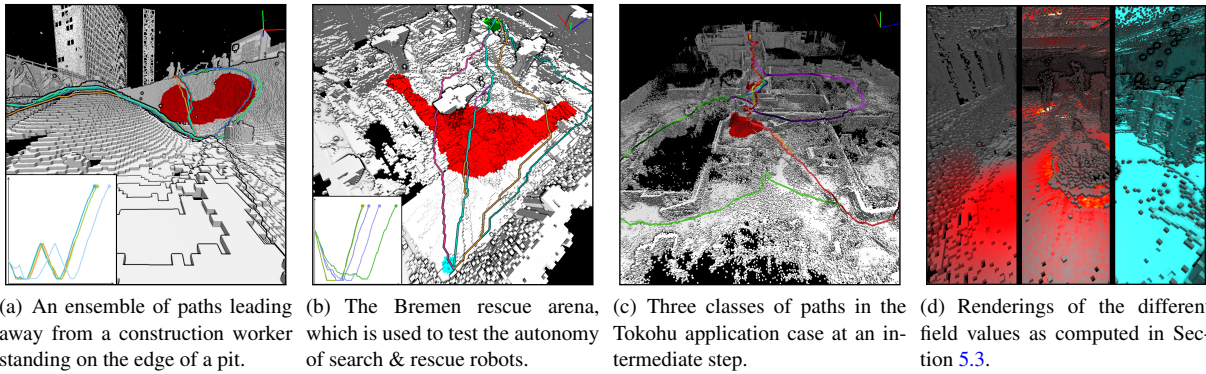 (a) An ensemble of paths leading
away from a construction worker
standing on the edge of a pit.
(b) The Bremen rescue arena,
which is used to test the autonomy
of search & rescue robots.
(c) Three classes of paths in the
Tokohu application case at an in-
termediate step.
(d) Renderings of the different
field values as computed in Sec-
tion 5.3.